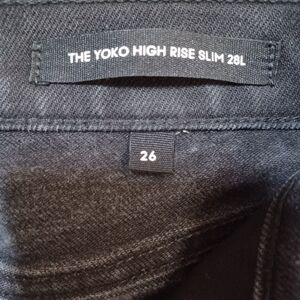 THE YOKO HIGH RISE SLIM 28L
26